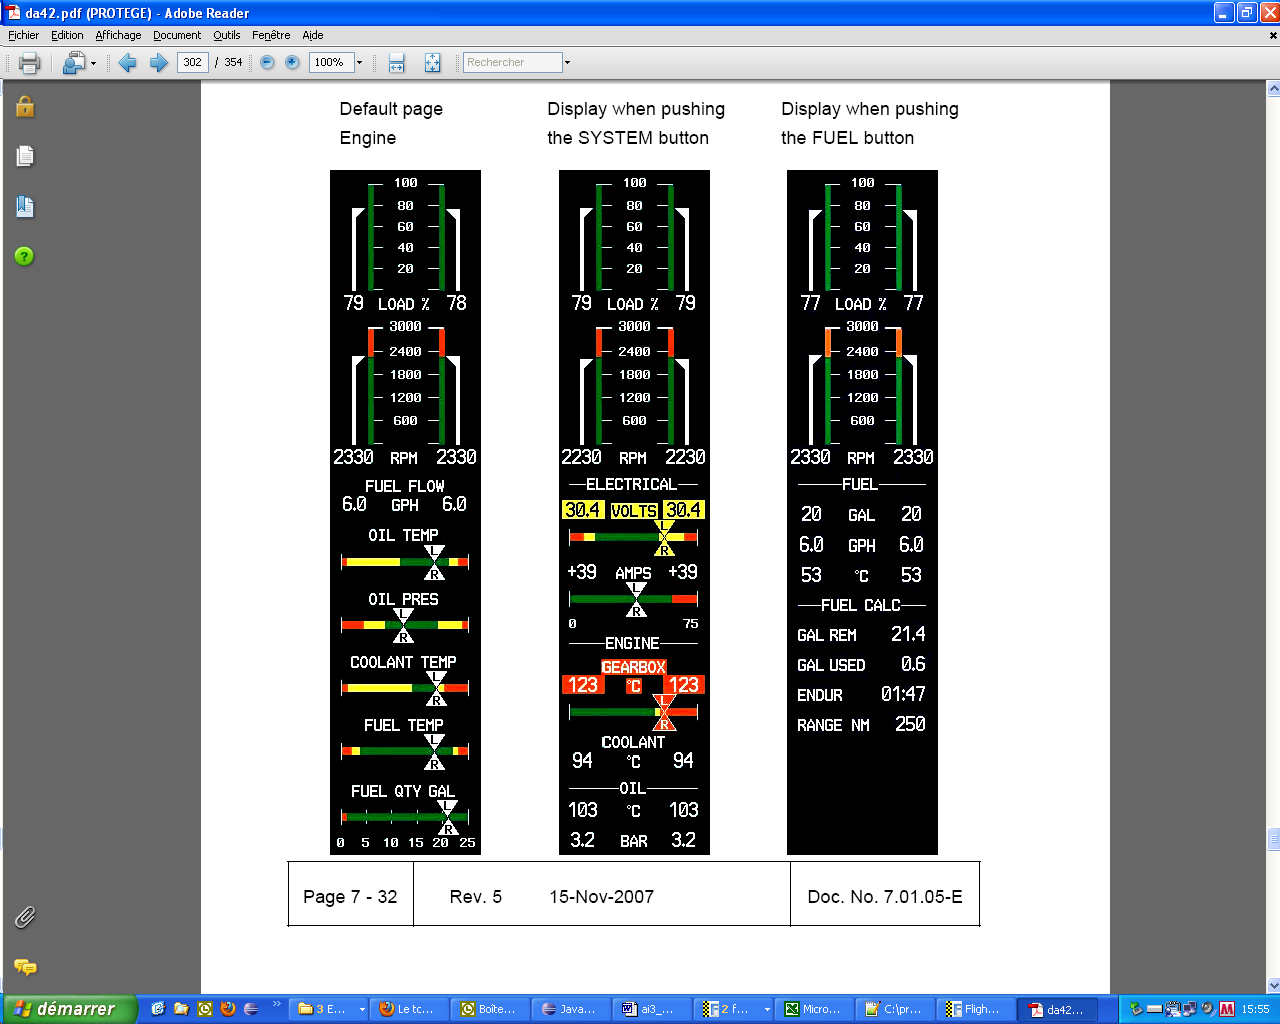 da42.pdf (PROTEGE) - Adobe Reader
Fichier Edition Affichage Document Outils Fenêtre Aide
302 / 354 100% Rechercher
Default page
Engine
Display when pushing
the SYSTEM button
Display when pushing
the FUEL button
100
80
60
40
20
79 LOAD % 78
3000
2400
1800
1200
600
2330 RPM 2330
FUEL FLOW
6.0 GPH 6.0
OIL TEMP
L
R
OIL PRES
L
R
COOLANT TEMP
L
R
FUEL TEMP
L
R
FUEL QTY GAL
L
R
0 5 10 15 20 25
100
80
60
40
20
79 LOAD % 79
3000
2400
1800
1200
600
2230 RPM 2230
ELECTRICAL
30.4 VOLTS 30.4
L
R
+39 AMPS +39
L
R
0 75
ENGINE
GEARBOX
123 °C 123
L
R
COOLANT
94 °C 94
OIL
103 °C 103
3.2 BAR 3.2
100
80
60
40
20
77 LOAD % 77
3000
2400
1800
1200
600
2330 RPM 2330
FUEL
20 GAL 20
6.0 GPH 6.0
53 °C 53
FUEL CALC
GAL REM 21.4
GAL USED 0.6
ENDUR 01:47
RANGE NM 250
Page 7 - 32 Rev. 5 15-Nov-2007 Doc. No. 7.01.05-E
démarrer 3 E... Le tc... Boîte... Java... ai3_... 2 f... Micro... C:\pr... Fligh... da42... 15:55